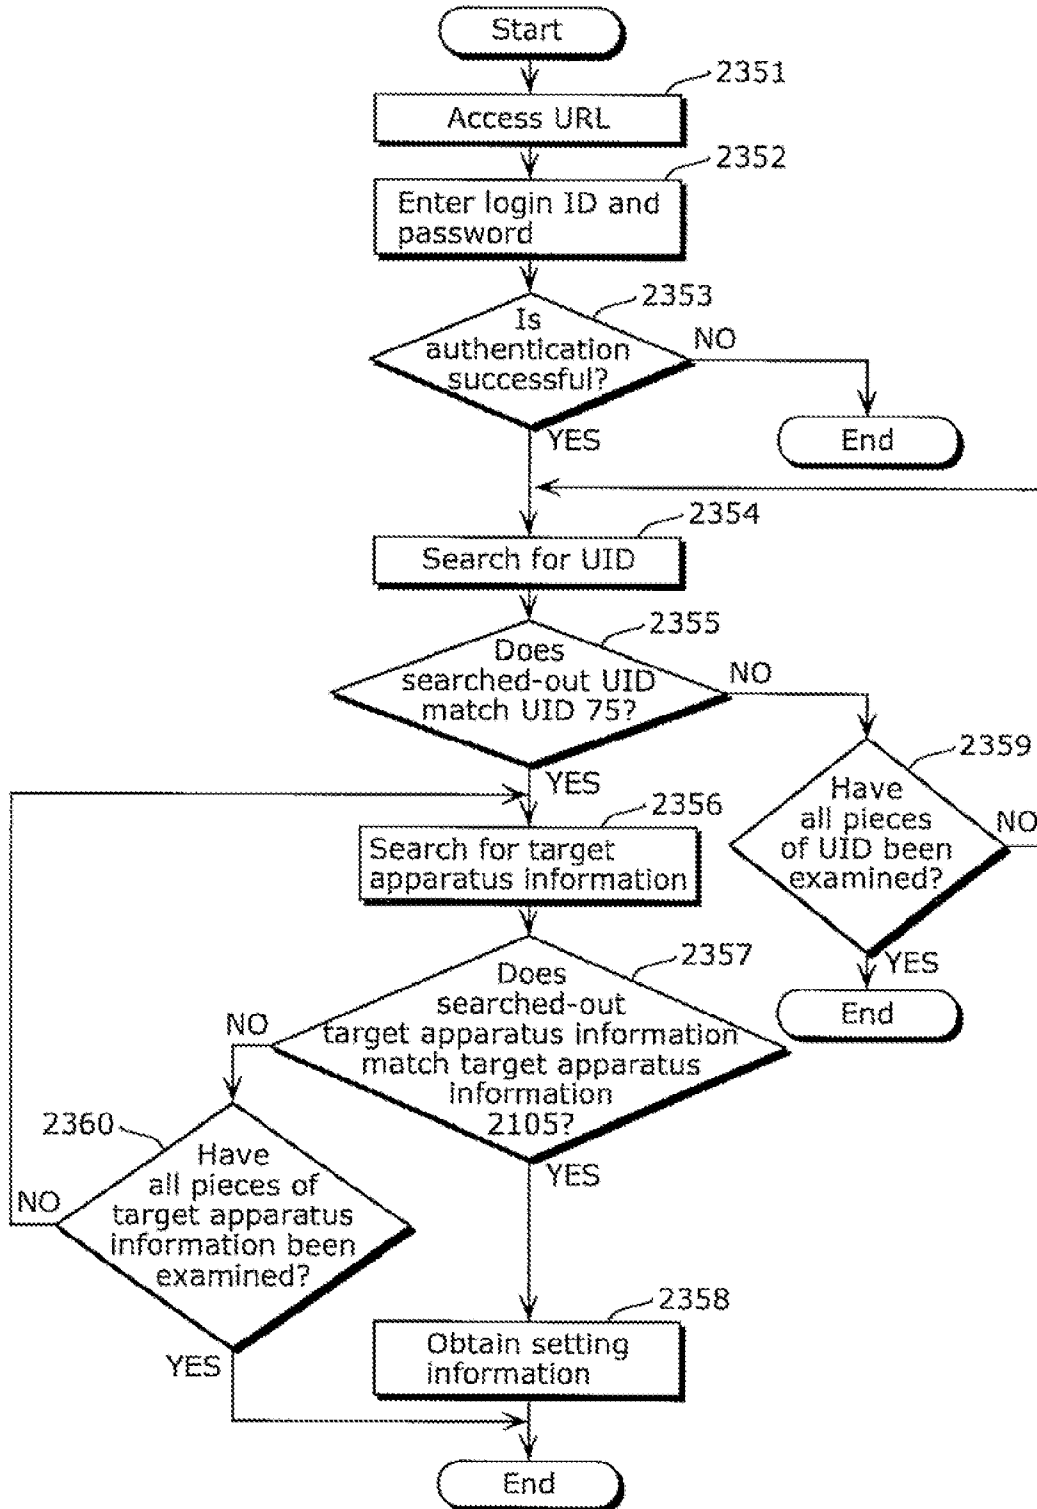 Start
2351
Access URL
2352
Enter login ID and
password
2353
Is
authentication
successful?
NO
YES
End
2354
Search for UID
2355
Does
searched-out UID
match UID 75?
NO
YES
2359
Have
all pieces
of UID been
examined?
NO
YES
End
2356
Search for target
apparatus information
2357
Does
searched-out
target apparatus information
match target apparatus
information
2105?
NO
YES
2360
Have
all pieces of
target apparatus
information been
examined?
NO
YES
2358
Obtain setting
information
End